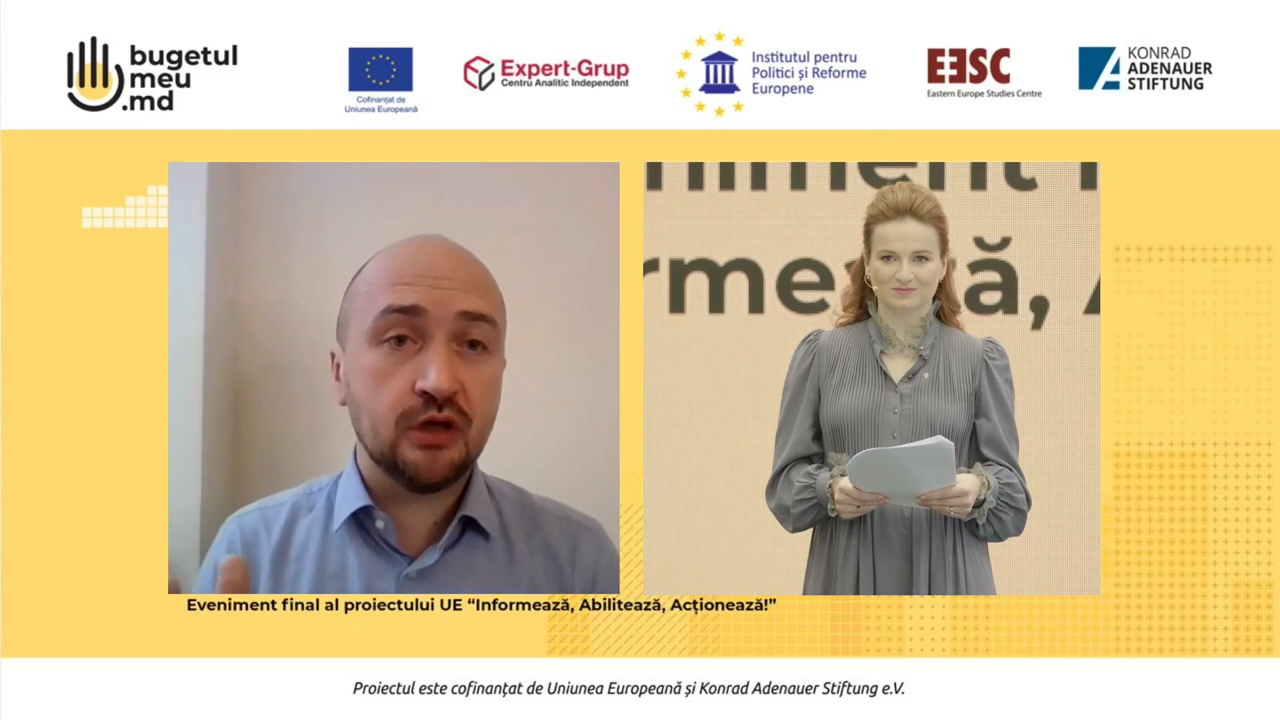 bugetul
meu
.md
Cofinanțat de
Uniunea Europeană
Expert-Grup
Centru Analitic Independent
Institutul pentru
Politici și Reforme
Europene
EESC
Eastern Europe Studies Centre
KONRAD
ADENAUER
STIFTUNG
niment
rmează, A
Eveniment final al proiectului UE “Informează, Abilitează, Acționează!”
Proiectul este cofinanțat de Uniunea Europeană și Konrad Adenauer Stiftung e.V.